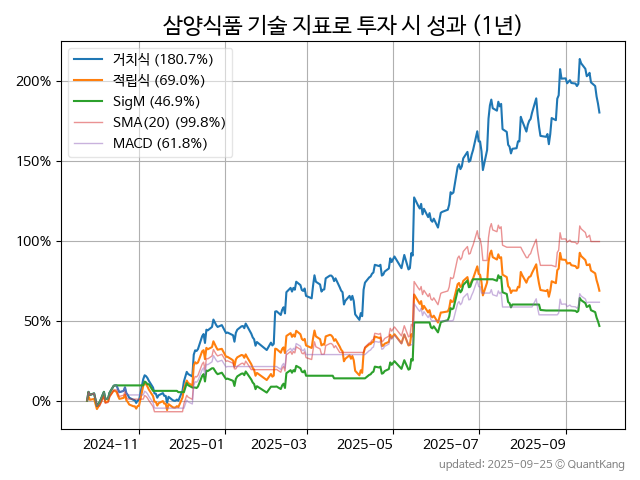 삼양식품 기술 지표로 투자 시 성과 (1년)
거치식 (180.7%)
적립식 (69.0%)
SigM (46.9%)
SMA(20) (99.8%)
MACD (61.8%)
200%
150%
100%
50%
0%
2024-11 2025-01 2025-03 2025-05 2025-07 2025-09
updated: 2025-09-25 © QuantKang